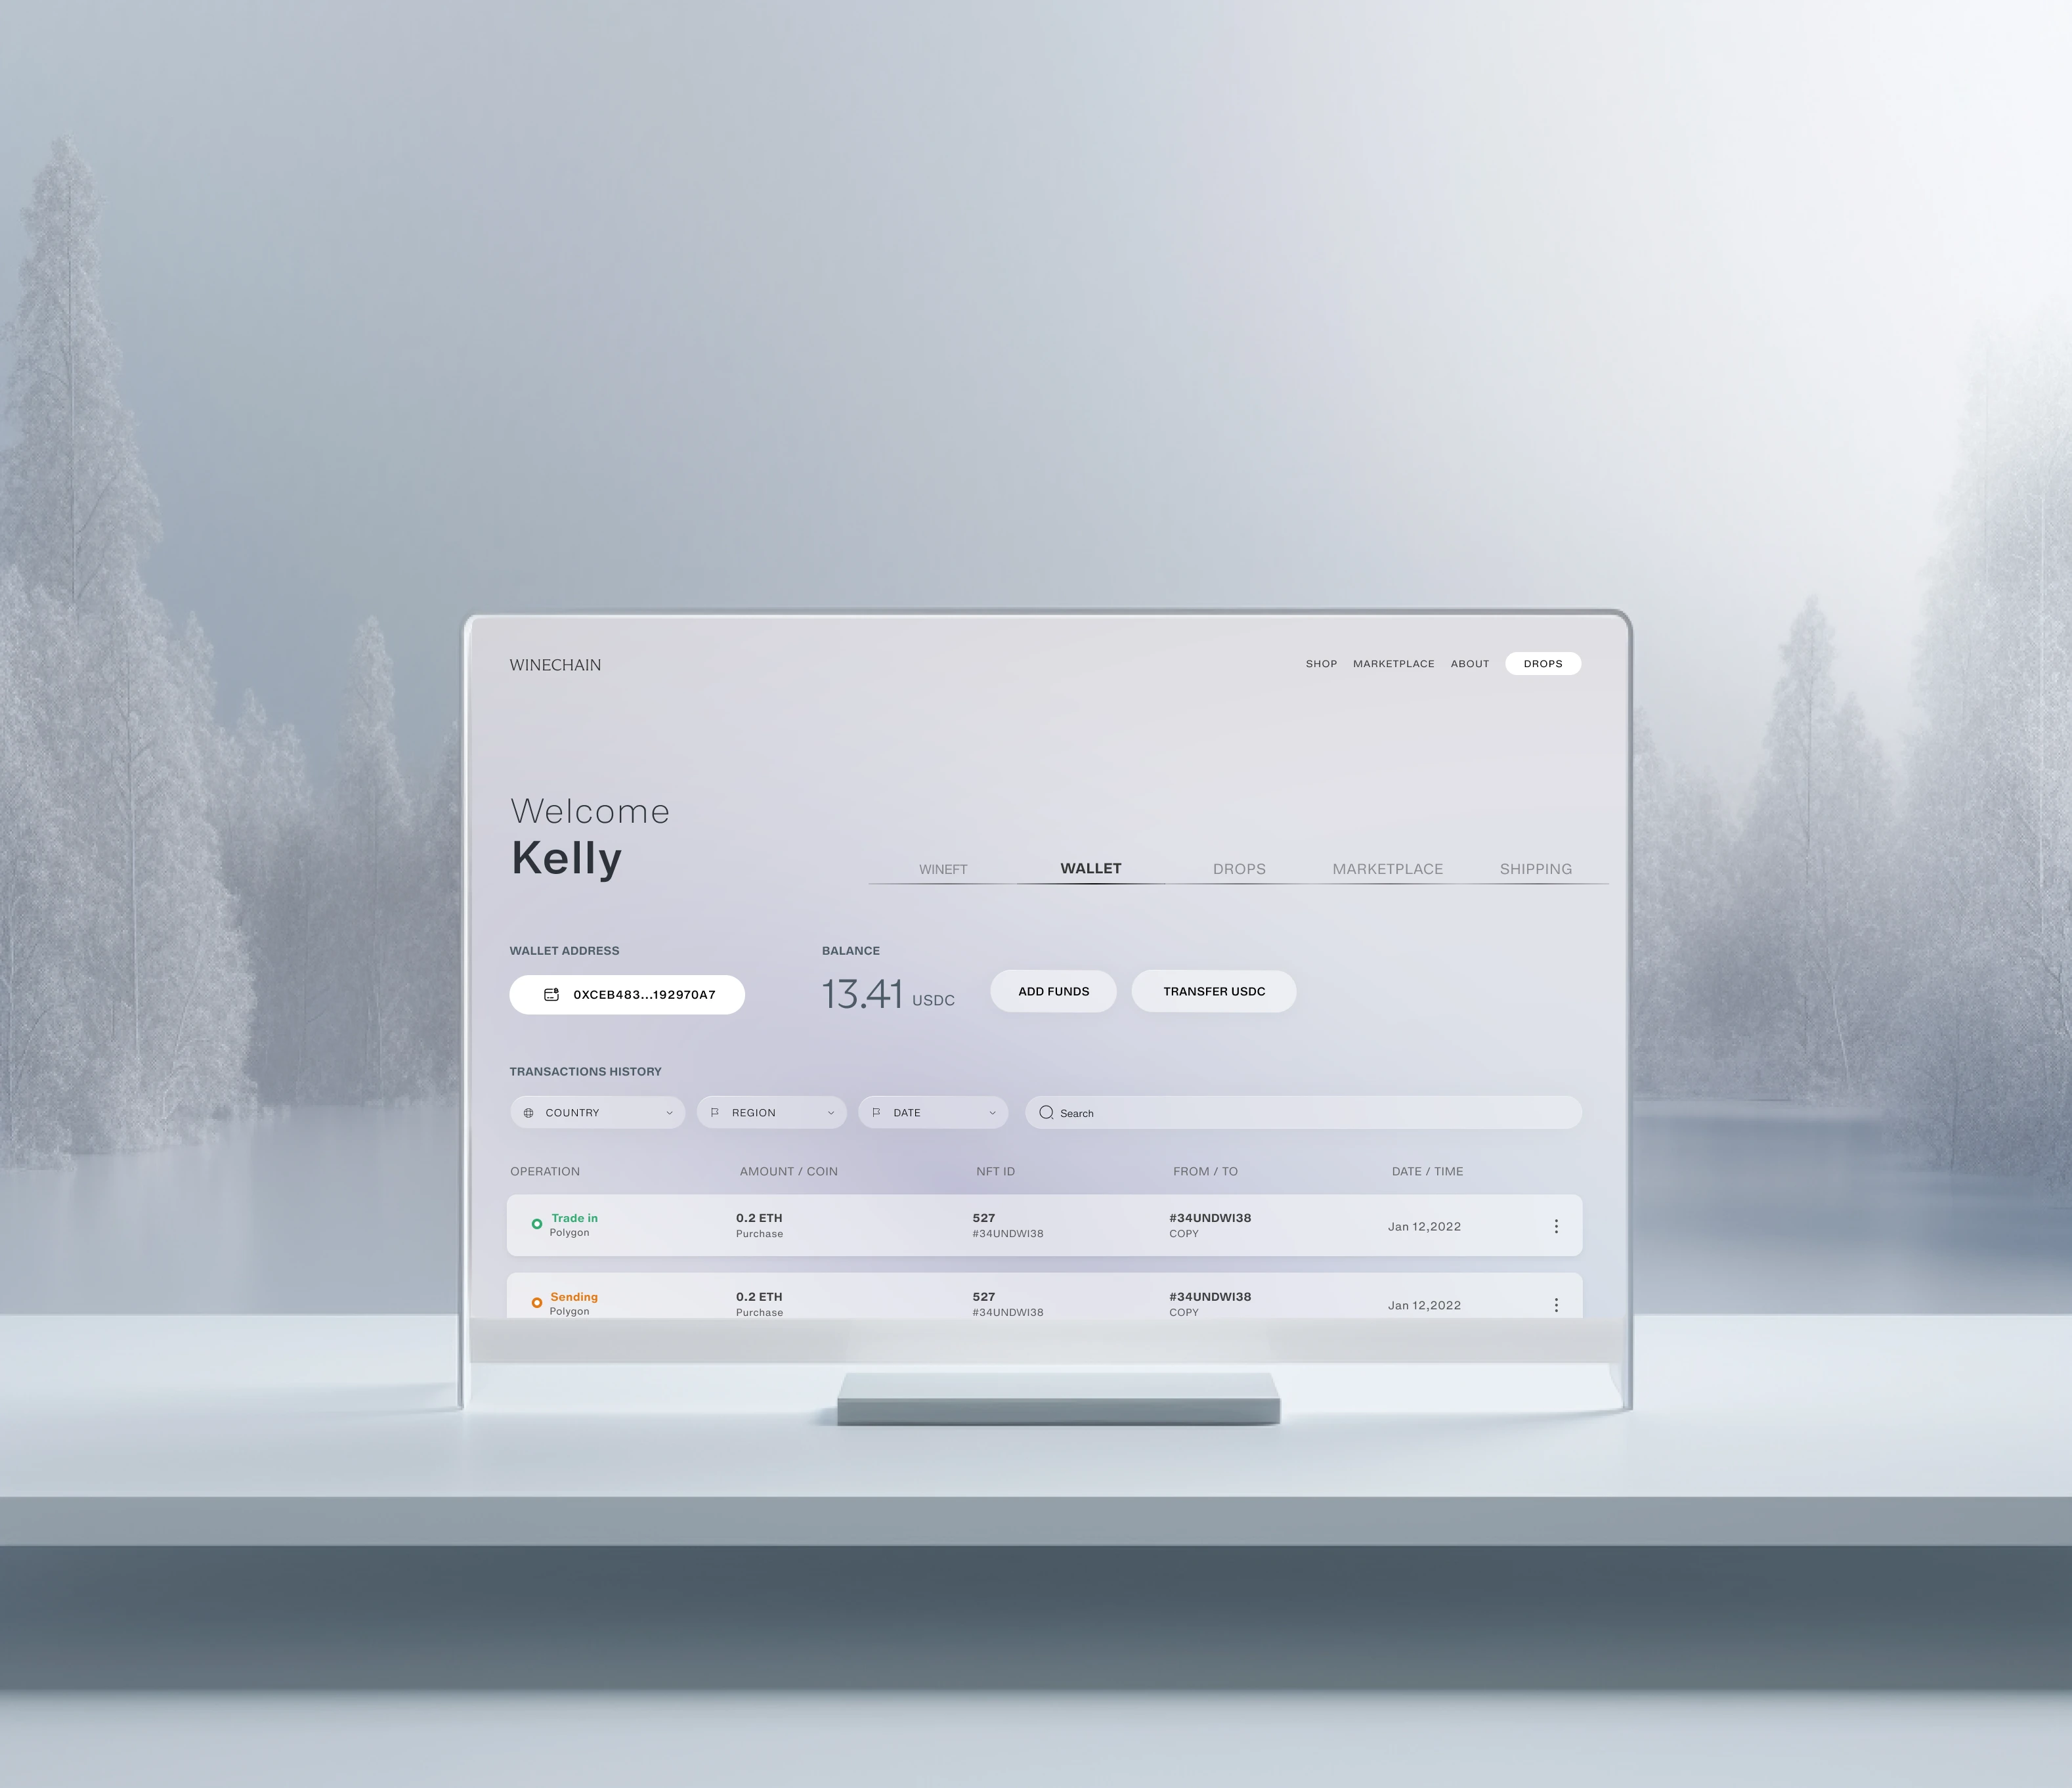 WINECHAIN
SHOP MARKETPLACE ABOUT DROPS
Welcome
Kelly
WINEFT WALLET DROPS MARKETPLACE SHIPPING
WALLET ADDRESS
0XCEB483...192970A7
BALANCE
13.41 USDC
ADD FUNDS
TRANSFER USDC
TRANSACTIONS HISTORY
COUNTRY REGION DATE Search
OPERATION AMOUNT / COIN NFT ID FROM / TO DATE / TIME
Trade in 0.2 ETH 527 #34UNDWI38 Jan 12,2022
Polygon Purchase #34UNDWI38 COPY
Sending 0.2 ETH 527 #34UNDWI38 Jan 12,2022
Polygon Purchase #34UNDWI38 COPY